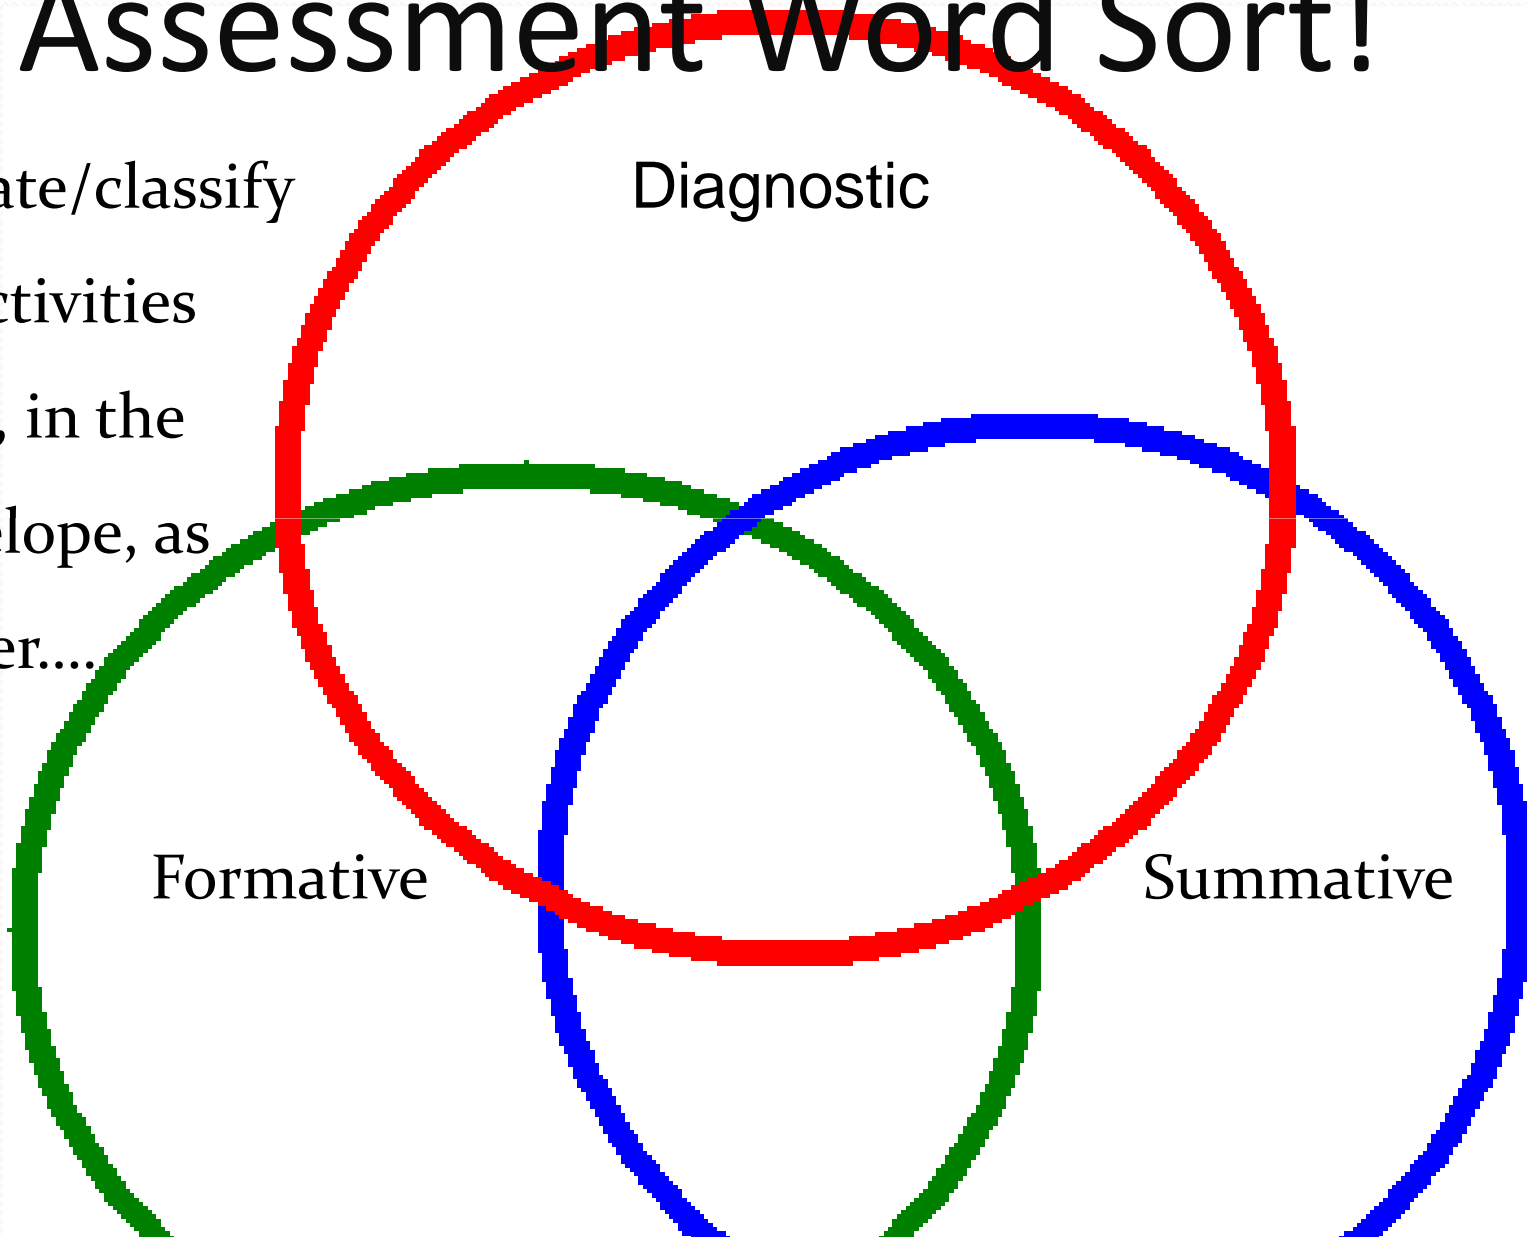 Assessment Word Sort!
ate/classify
Diagnostic
ctivities
, in the
elope, as
er....
Formative
Summative